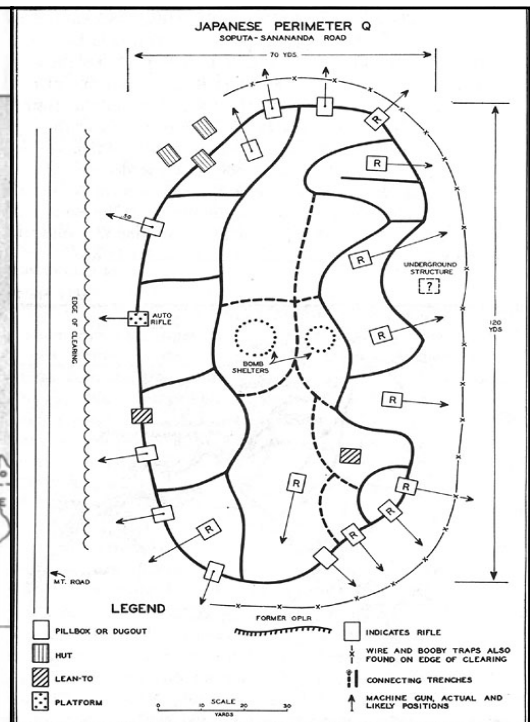 JAPANESE PERIMETER Q
SOPUTA-SANANANDA ROAD
70 YDS.
R
R
.50
R
UNDERGROUND
STRUCTURE
?
EDGE OF CLEARING
AUTO
RIFLE
120
YDS.
R
BOMB
SHELTERS
R
R
R
R
R
R
M.T. ROAD
LEGEND
FORMER OPLR
PILLBOX OR DUGOUT
HUT
LEAN-TO
PLATFORM
SCALE
0 10 20 30
YARDS
INDICATES RIFLE
WIRE AND BOOBY TRAPS ALSO
FOUND ON EDGE OF CLEARING
CONNECTING TRENCHES
MACHINE GUN, ACTUAL AND
LIKELY POSITIONS